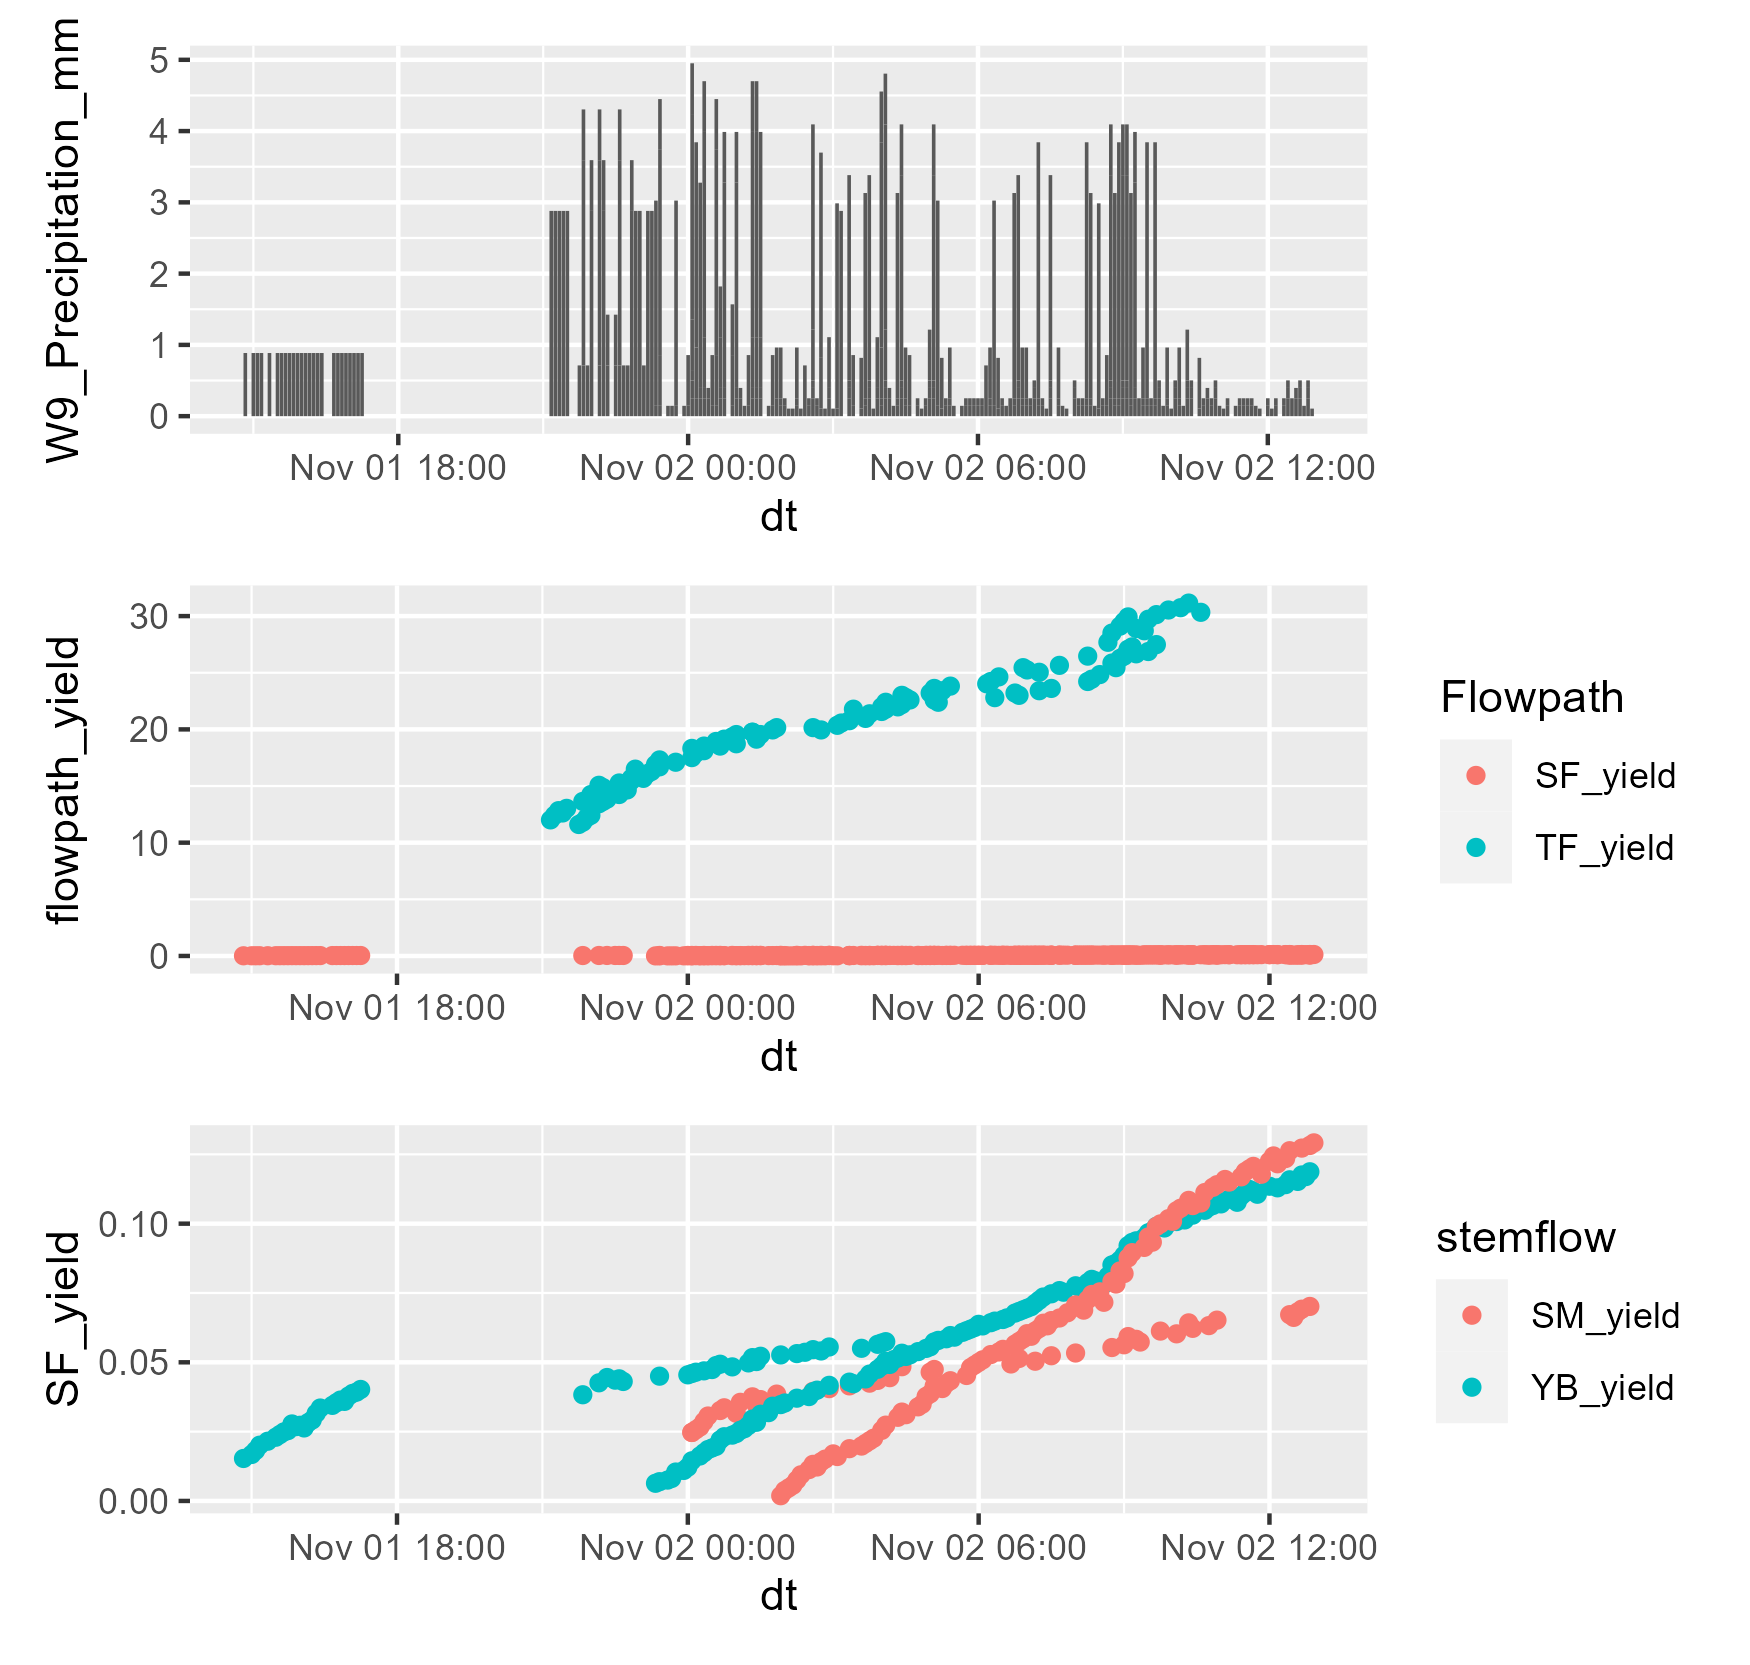 W9_Precipitation_mm
5
4
3
2
1
0
Nov 01 18:00 Nov 02 00:00 Nov 02 06:00 Nov 02 12:00
dt
flowpath_yield
30
20
10
0
Nov 01 18:00 Nov 02 00:00 Nov 02 06:00 Nov 02 12:00
dt
Flowpath
SF_yield
TF_yield
SF_yield
0.10
0.05
0.00
Nov 01 18:00 Nov 02 00:00 Nov 02 06:00 Nov 02 12:00
dt
stemflow
SM_yield
YB_yield